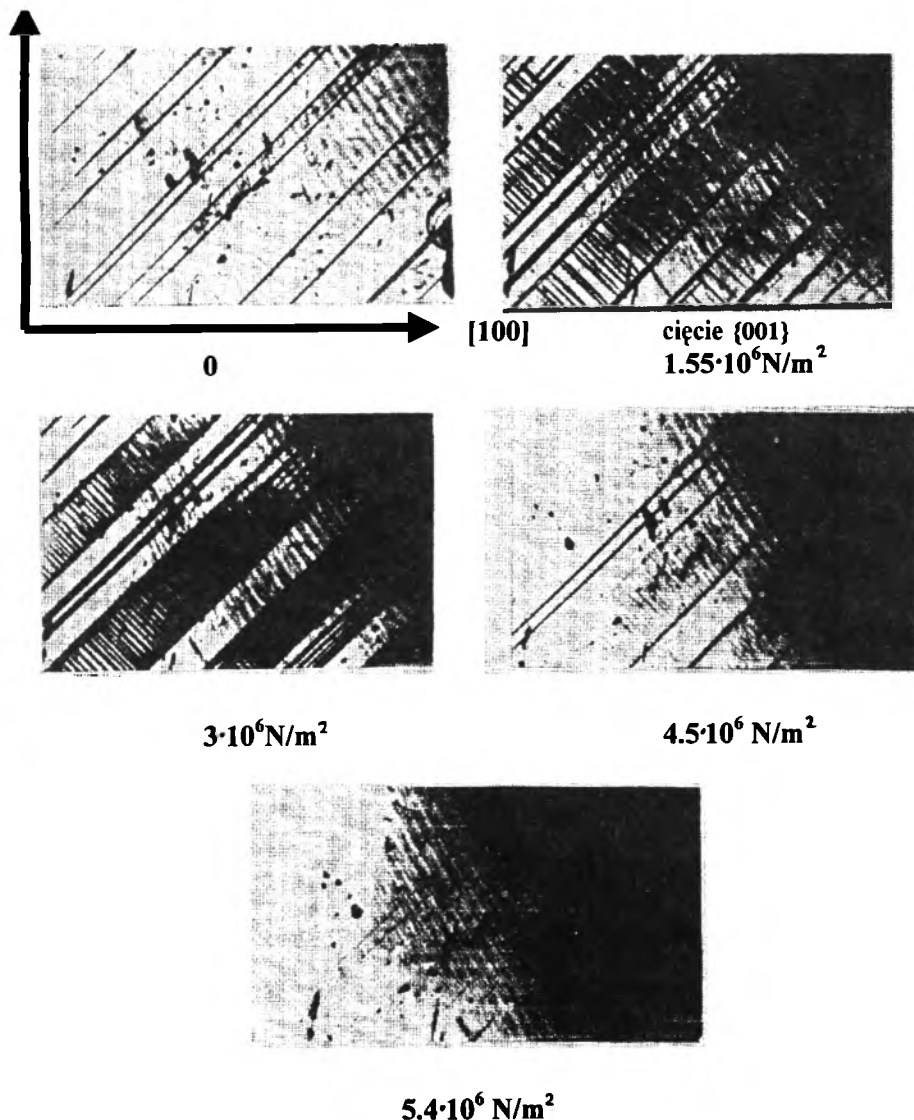 [100]
cięcie {001}
0
1.55·10⁶N/m²
3·10⁶N/m²
4.5·10⁶ N/m²
5.4·10⁶ N/m²